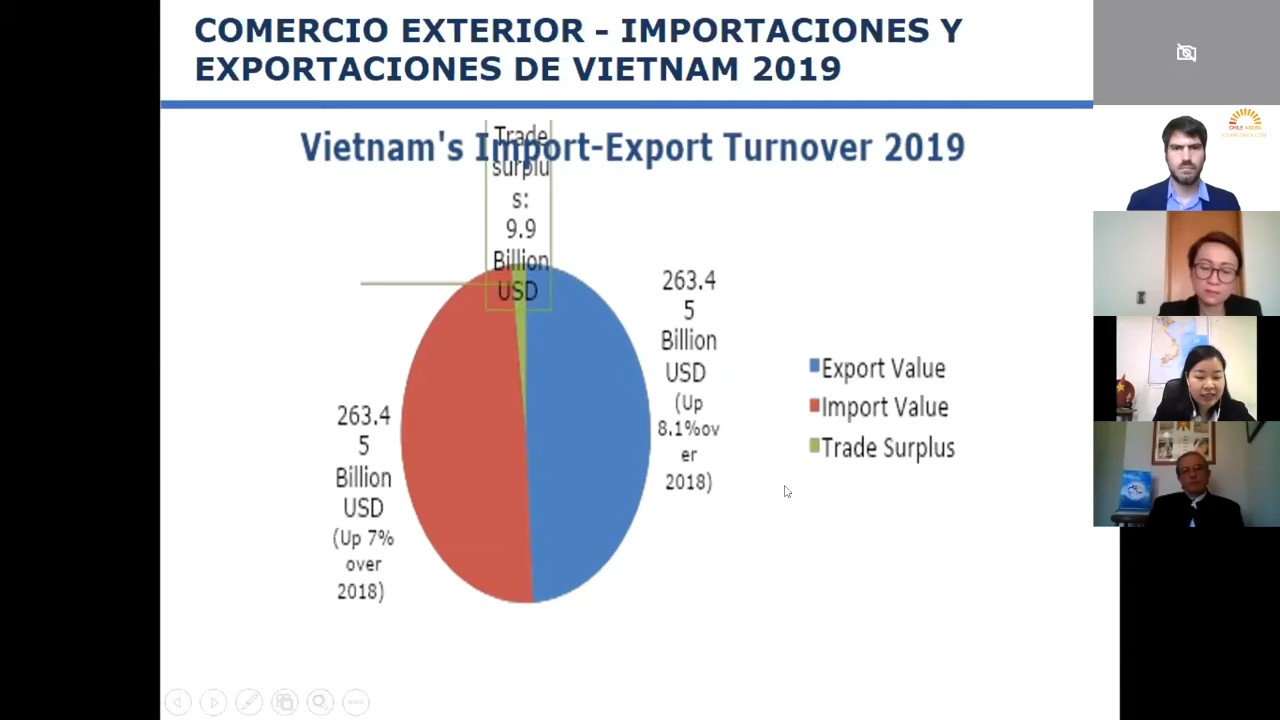 COMERCIO EXTERIOR - IMPORTACIONES Y
EXPORTACIONES DE VIETNAM 2019
Vietnam's Import-Export Turnover 2019
Trade
surplu
s:
9.9
Billion
USD
263.4
5
Billion
USD
(Up
8.1%ov
er
2018)
263.4
5
Billion
USD
(Up 7%
over
2018)
Export Value
Import Value
Trade Surplus
CHILE ASEAN